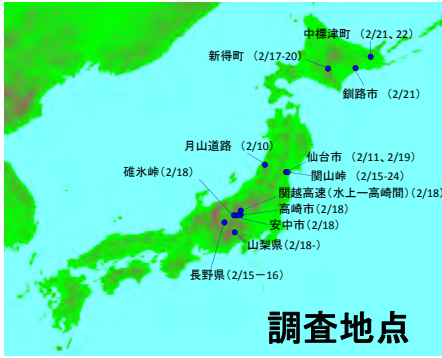 中標津町（2/21、22）
新得町（2/17-20）
釧路市（2/21）
月山道路（2/10）
仙台市（2/11、2/19）
碓氷峠（2/18）
関山峠（2/15-24）
関越高速（水上ー高崎間）（2/18）
高崎市（2/18）
安中市（2/18）
山梨県（2/18-）
長野県（2/15ー16）
調査地点